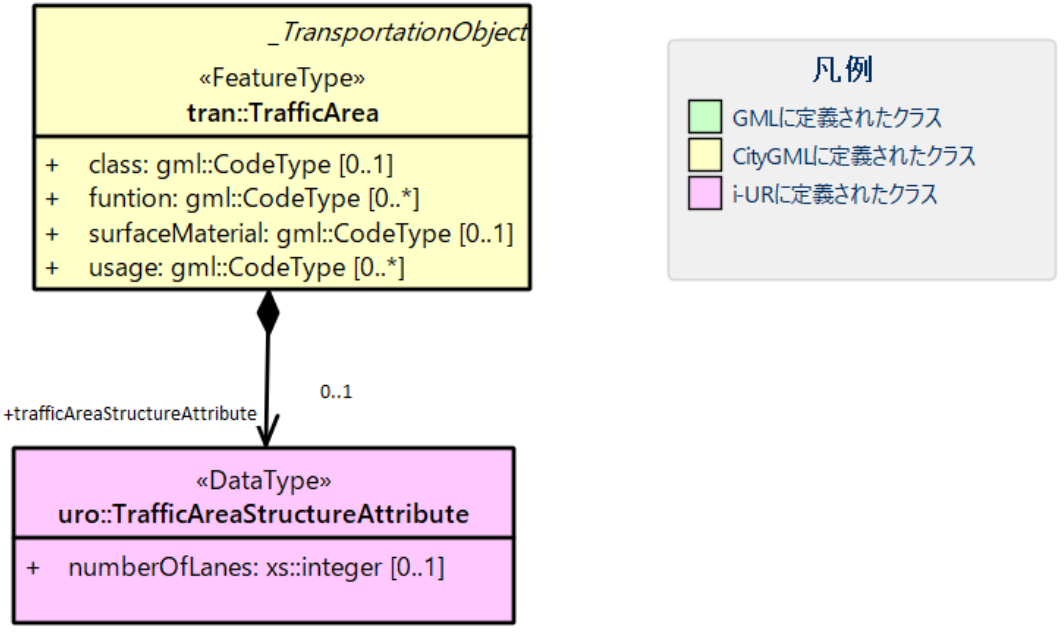 _TransportationObject
«FeatureType»
tran::TrafficArea
+ class: gml::CodeType [0..1]
+ funtion: gml::CodeType [0..*]
+ surfaceMaterial: gml::CodeType [0..1]
+ usage: gml::CodeType [0..*]
0..1
+trafficAreaStructureAttribute
«DataType»
uro::TrafficAreaStructureAttribute
+ numberOfLanes: xs::integer [0..1]
凡例
GMLに定義されたクラス
CityGMLに定義されたクラス
i-URに定義されたクラス